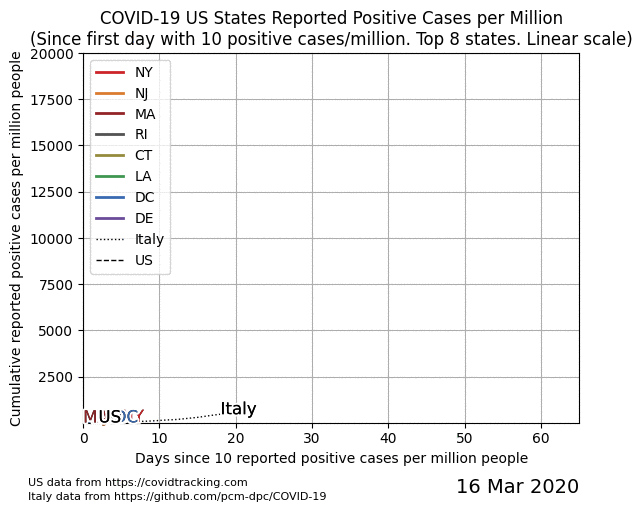 COVID-19 US States Reported Positive Cases per Million
(Since first day with 10 positive cases/million. Top 8 states. Linear scale)
Cumulative reported positive cases per million people
20000
17500
15000
12500
10000
7500
5000
2500
NY
NJ
MA
RI
CT
LA
DC
DE
Italy
US
Italy
US
0 10 20 30 40 50 60
Days since 10 reported positive cases per million people
US data from https://covidtracking.com
Italy data from https://github.com/pcm-dpc/COVID-19
16 Mar 2020